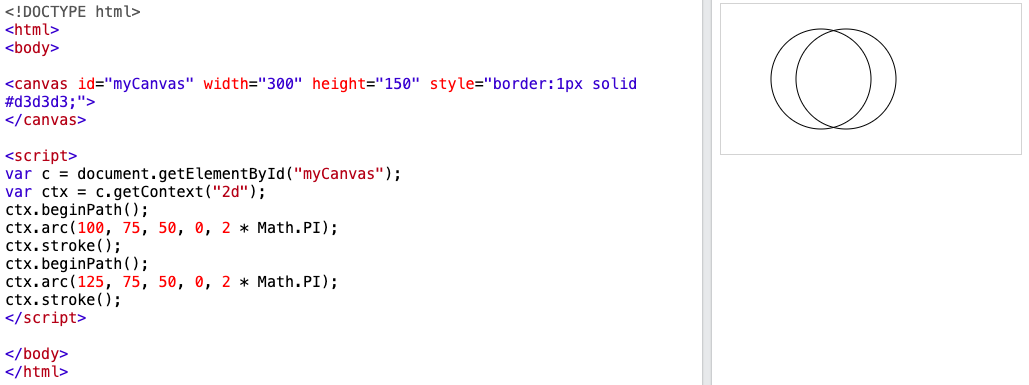 <!DOCTYPE html>
<html>
<body>
<canvas id="myCanvas" width="300" height="150" style="border:1px solid
#d3d3d3;">
</canvas>
<script>
var c = document.getElementById("myCanvas");
var ctx = c.getContext("2d");
ctx.beginPath();
ctx.arc(100, 75, 50, 0, 2 * Math.PI);
ctx.stroke();
ctx.beginPath();
ctx.arc(125, 75, 50, 0, 2 * Math.PI);
ctx.stroke();
</script>
</body>
</html>